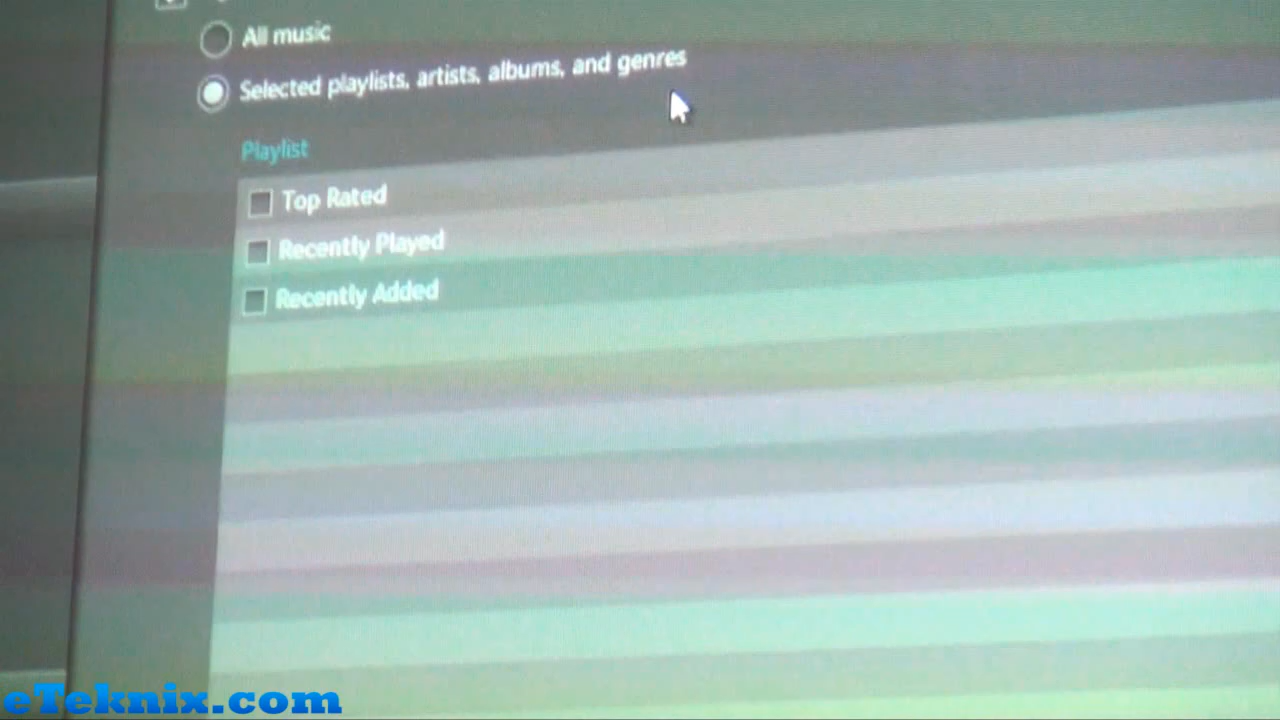 All music
Selected playlists, artists, albums, and genres
Playlist
Top Rated
Recently Played
Recently Added
eTeknix.com